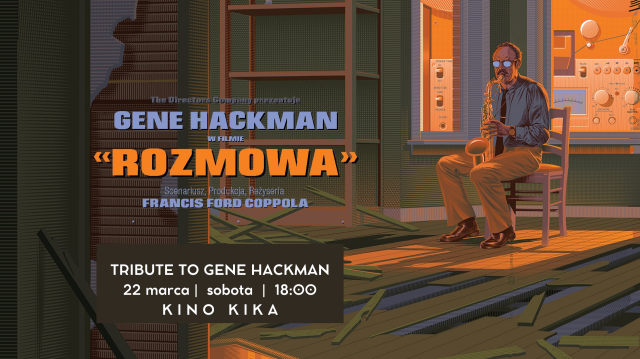 The Directors Company prezentuje
GENE HACKMAN
W FILMIE
«ROZMOWA»
Scenariusz, Produkcja, Reżyseria
FRANCIS FORD COPPOLA
TRIBUTE TO GENE HACKMAN
22 marca | sobota | 18:00
KINO KIKA